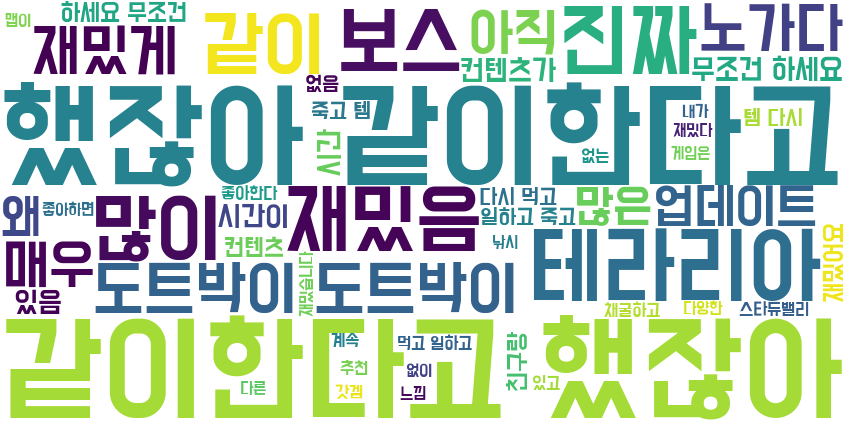 맵이 하세요 무조건
재밌게 같이 보스 아직 진짜 노가다
컨텐츠가 무조건 하세요
없음
했잖아 같이한다고
죽고 템 시간 내가 재밌다 템 다시
없는 게임은
왜 좋아하면 많이 좋아한다 시간이 재밌음 다시 먹고 많은 업데이트
일하고 죽고
매우 컨텐츠 낚시 테라리아 재밌어요
있음 도트박이 재밌습니다 도트박이
채굴하고 다양한 스타듀밸리
같이한다고 했잖아
계속 먹고 일하고 친구랑
추천 없이 있고
다른 갓겜 느낌